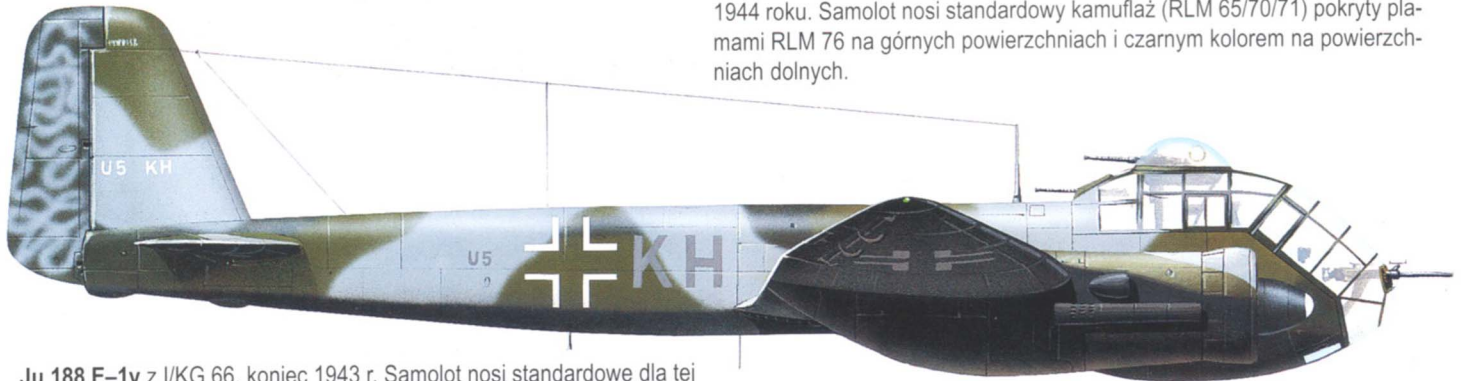 1944 roku. Samolot nosi standardowy kamuflaż (RLM 65/70/71) pokryty pla-
mami RLM 76 na górnych powierzchniach i czarnym kolorem na powierzch-
niach dolnych.
U5 KH
U5
KH
Ju 188 E–1y z I/KG 66, koniec 1943 r. Samolot nosi standardowe dla tej